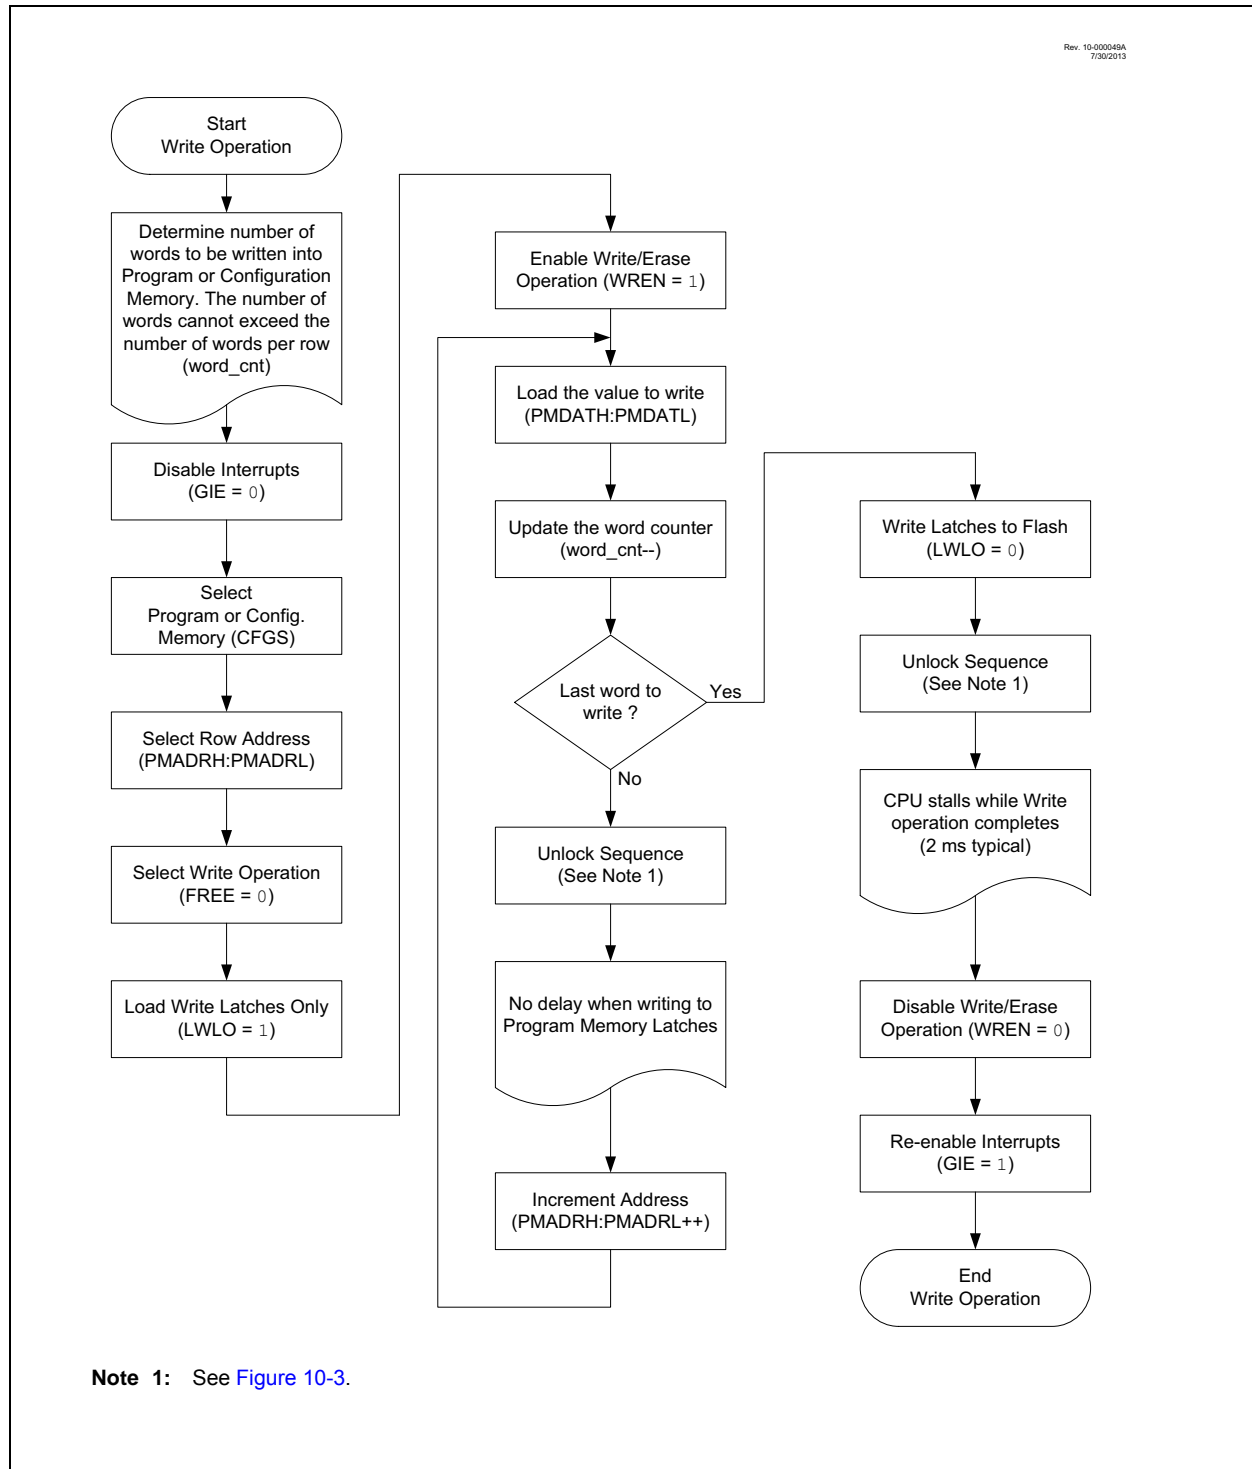 Rev. 10-000049A
7/30/2013
Start
Write Operation
Determine number of
words to be written into
Program or Configuration
Memory. The number of
words cannot exceed the
number of words per row
(word_cnt)
Disable Interrupts
(GIE = 0)
Select
Program or Config.
Memory (CFGS)
Select Row Address
(PMADRH:PMADRL)
Select Write Operation
(FREE = 0)
Load Write Latches Only
(LWLO = 1)
Enable Write/Erase
Operation (WREN = 1)
Load the value to write
(PMDATH:PMDATL)
Update the word counter
(word_cnt--)
Last word to
write ?
Yes
No
Unlock Sequence
(See Note 1)
No delay when writing to
Program Memory Latches
Increment Address
(PMADRH:PMADRL++)
Write Latches to Flash
(LWLO = 0)
Unlock Sequence
(See Note 1)
CPU stalls while Write
operation completes
(2 ms typical)
Disable Write/Erase
Operation (WREN = 0)
Re-enable Interrupts
(GIE = 1)
End
Write Operation
Note 1: See Figure 10-3.